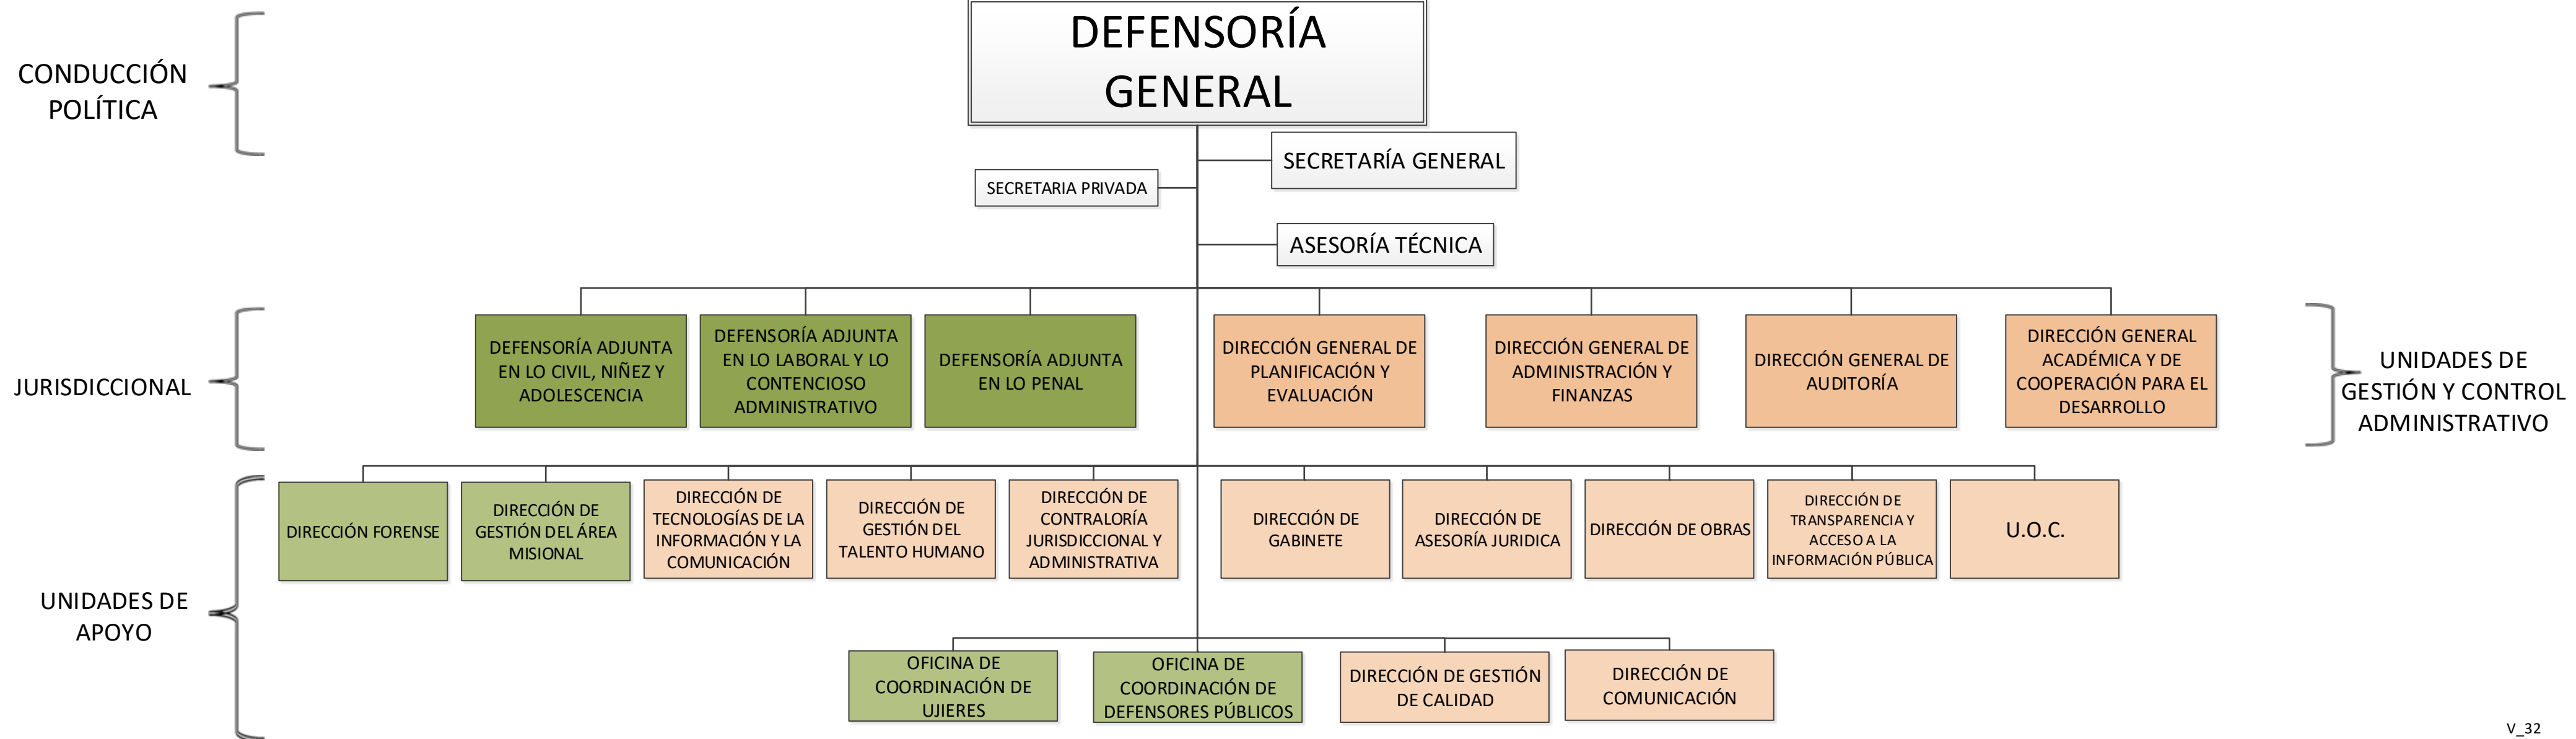 DEFENSORÍA
GENERAL
CONDUCCIÓN
POLÍTICA
SECRETARÍA GENERAL
SECRETARIA PRIVADA
ASESORÍA TÉCNICA
JURISDICCIONAL
DEFENSORÍA ADJUNTA
EN LO CIVIL, NIÑEZ Y
ADOLESCENCIA
DEFENSORÍA ADJUNTA
EN LO LABORAL Y LO
CONTENCIOSO
ADMINISTRATIVO
DEFENSORÍA ADJUNTA
EN LO PENAL
DIRECCIÓN GENERAL DE
PLANIFICACIÓN Y
EVALUACIÓN
DIRECCIÓN GENERAL DE
ADMINISTRACIÓN Y
FINANZAS
DIRECCIÓN GENERAL DE
AUDITORÍA
DIRECCIÓN GENERAL
ACADÉMICA Y DE
COOPERACIÓN PARA EL
DESARROLLO
UNIDADES DE
GESTIÓN Y CONTROL
ADMINISTRATIVO
UNIDADES DE
APOYO
DIRECCIÓN FORENSE
DIRECCIÓN DE
GESTIÓN DEL ÁREA
MISIONAL
DIRECCIÓN DE
TECNOLOGÍAS DE LA
INFORMACIÓN Y LA
COMUNICACIÓN
DIRECCIÓN DE
GESTIÓN DEL
TALENTO HUMANO
DIRECCIÓN DE
CONTRALORÍA
JURISDICCIONAL Y
ADMINISTRATIVA
DIRECCIÓN DE
GABINETE
DIRECCIÓN DE
ASESORÍA JURIDICA
DIRECCIÓN DE OBRAS
DIRECCIÓN DE
TRANSPARENCIA Y
ACCESO A LA
INFORMACIÓN PÚBLICA
U.O.C.
OFICINA DE
COORDINACIÓN DE
UJIERES
OFICINA DE
COORDINACIÓN DE
DEFENSORES PÚBLICOS
DIRECCIÓN DE GESTIÓN
DE CALIDAD
DIRECCIÓN DE
COMUNICACIÓN
V_32